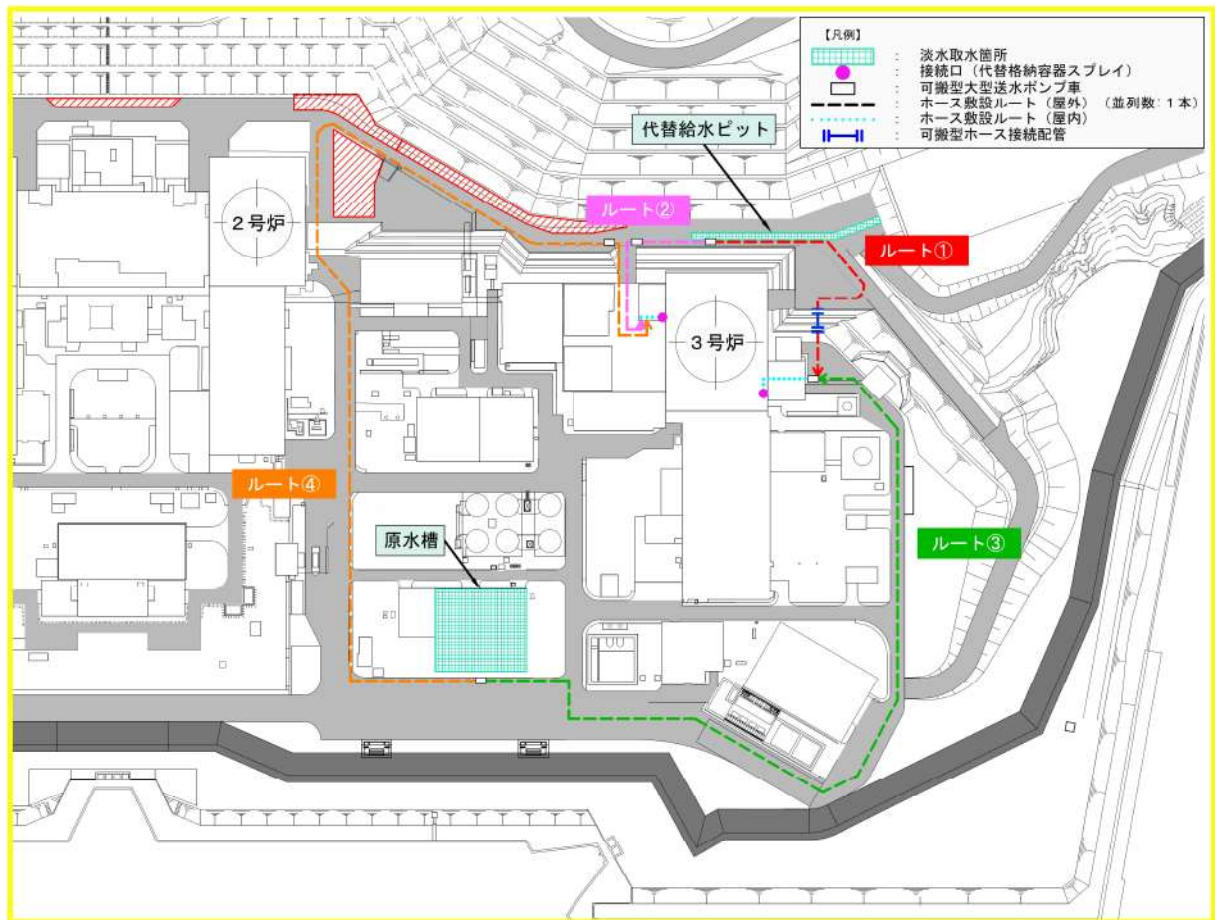 【凡例】
： 淡水取水箇所
： 接続口（代替格納容器スプレイ）
： 可搬型大型送水ポンプ車
： ホース敷設ルート（屋外）（並列数：１本）
： ホース敷設ルート（屋内）
： 可搬型ホース接続配管
代替給水ピット
ルート②
２号炉
ルート①
３号炉
ルート④
原水槽
ルート③